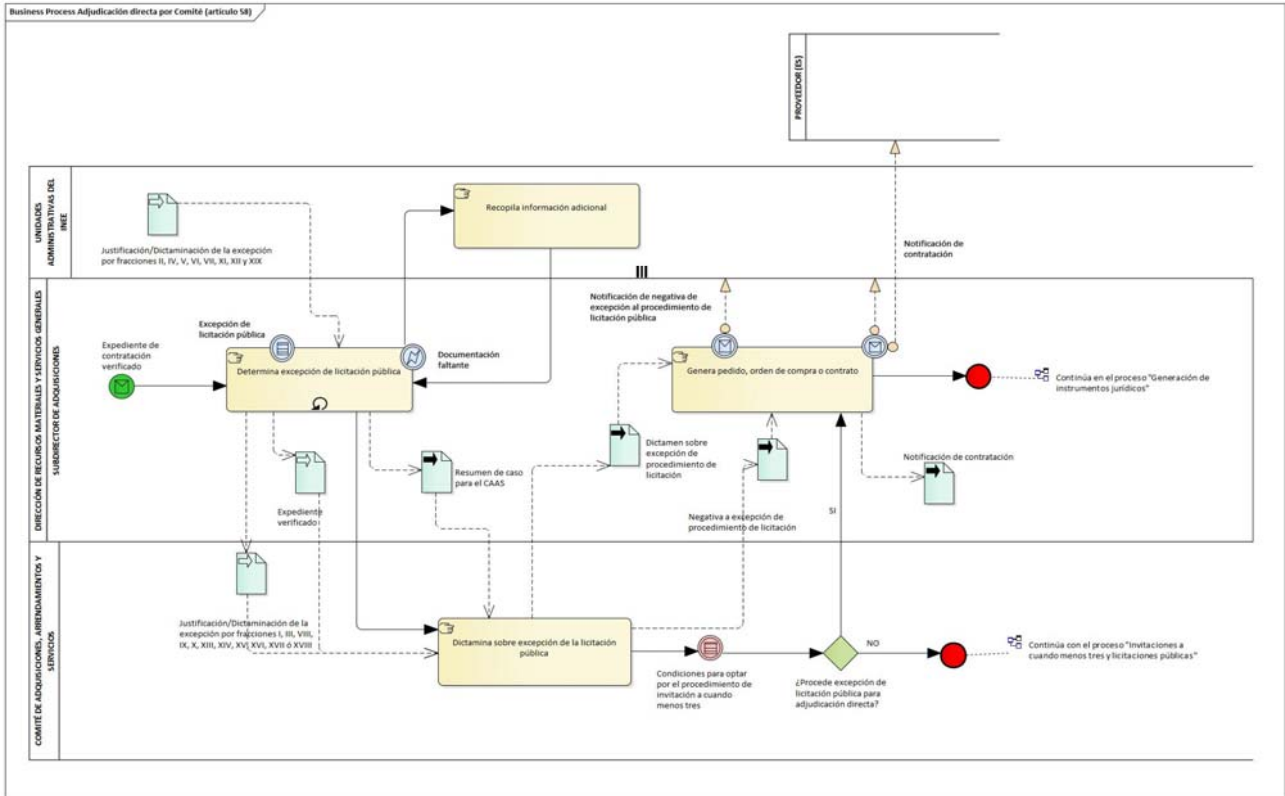 Business Process Adjudicación directa por Comité (artículo 58)
PROVEEDOR (ES)
UNIDADES
ADMINISTRATIVAS DEL
INEE
Justificación/Dictaminación de la excepción
por fracciones II, IV, V, VI, VII, XI, XII y XIX
Recopila información adicional
Notificación de
contratación
DIRECCIÓN DE RECURSOS MATERIALES Y SERVICIOS GENERALES
SUBDIRECTOR DE ADQUISICIONES
Expediente de
contratación
verificado
Excepción de
licitación pública
Determina excepción de licitación pública
Documentación
faltante
Notificación de negativa de
excepción al procedimiento de
licitación pública
Genera pedido, orden de compra o contrato
Continúa en el proceso "Generación de
instrumentos jurídicos"
Expediente
verificado
Resumen de caso
para el CAAS
Dictamen sobre
excepción de
procedimiento de
licitación
Negativa a excepción de
procedimiento de licitación
Notificación de contratación
SI
COMITÉ DE ADQUISICIONES, ARRENDAMIENTOS Y
SERVICIOS
Justificación/Dictaminación de la
excepción por fracciones I, III, VIII,
IX, X, XIII, XIV, XV, XVI, XVII ó XVIII
Dictamina sobre excepción de la licitación
pública
Condiciones para optar
por el procedimiento de
invitación a cuando
menos tres
¿Procede excepción de
licitación pública para
adjudicación directa?
NO
Continúa con el proceso "Invitaciones a
cuando menos tres y licitaciones públicas"